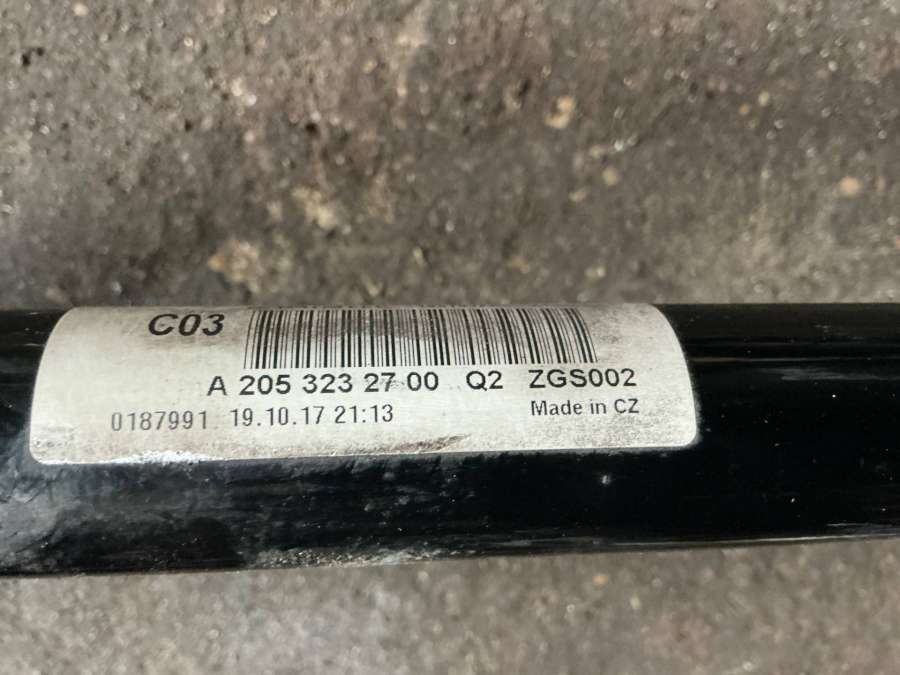 C03
A 205 323 27 00 Q2 ZGS002
0187991 19.10.17 21:13 Made in CZ